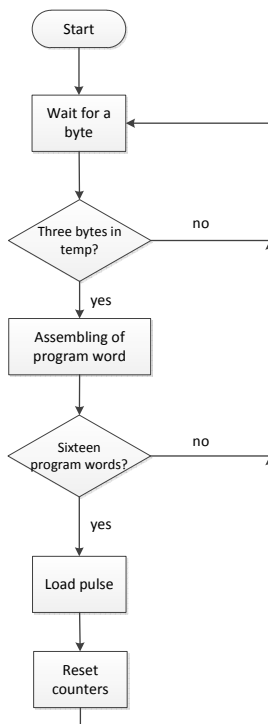 Start
Wait for a
byte
Three bytes in
temp?
no
yes
Assembling of
program word
Sixteen
program words?
no
yes
Load pulse
Reset
counters